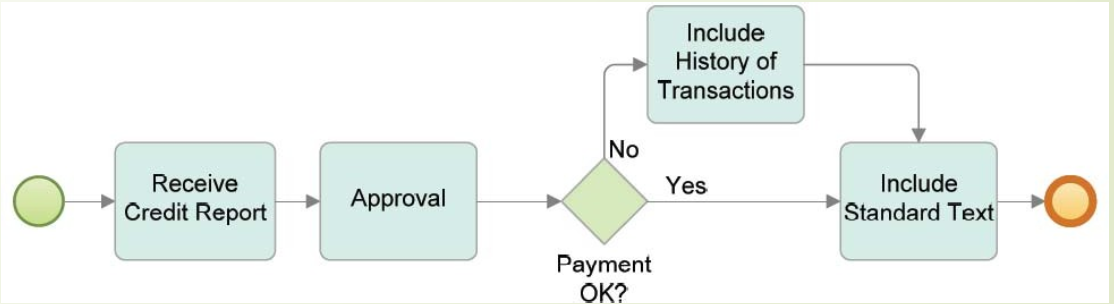 Include
History of
Transactions
No
Receive
Credit Report
Approval
Yes
Include
Standard Text
Payment
OK?